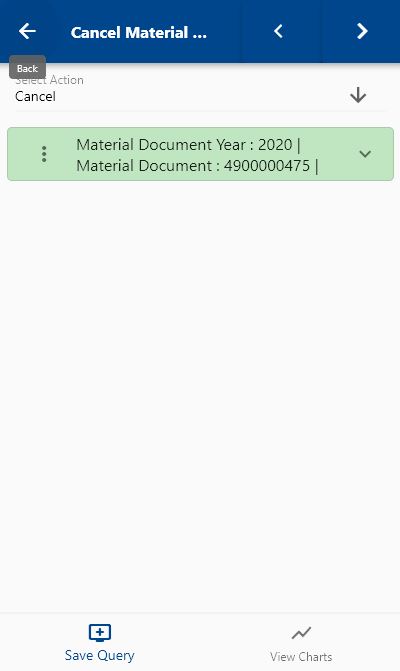 Cancel Material ...
Back
Select Action
Cancel
Material Document Year : 2020 |
Material Document : 4900000475 |
Save Query
View Charts